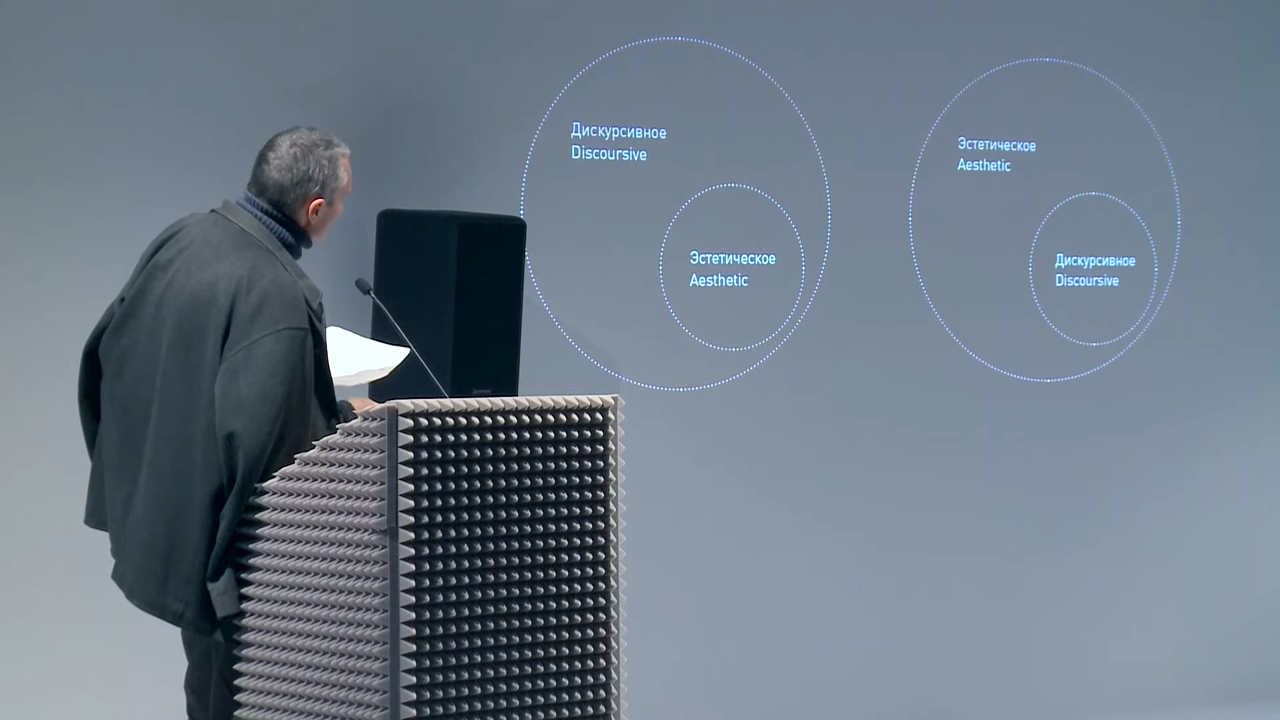 Дискурсивное
Discoursive
Эстетическое
Aesthetic
Эстетическое
Aesthetic
Дискурсивное
Discoursive